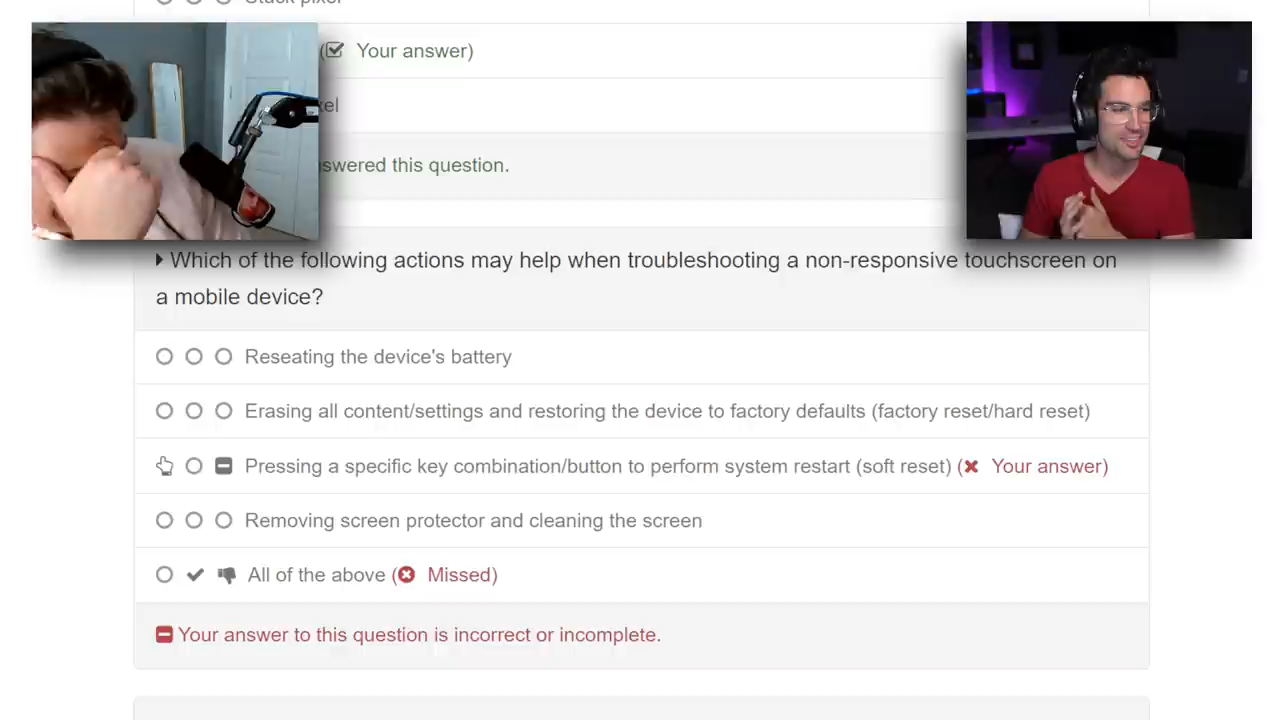 Stuck pixel
( Your answer)
xel
swered this question.
Which of the following actions may help when troubleshooting a non-responsive touchscreen on
a mobile device?
Reseating the device's battery
Erasing all content/settings and restoring the device to factory defaults (factory reset/hard reset)
Pressing a specific key combination/button to perform system restart (soft reset) (✖ Your answer)
Removing screen protector and cleaning the screen
All of the above ( Missed)
Your answer to this question is incorrect or incomplete.